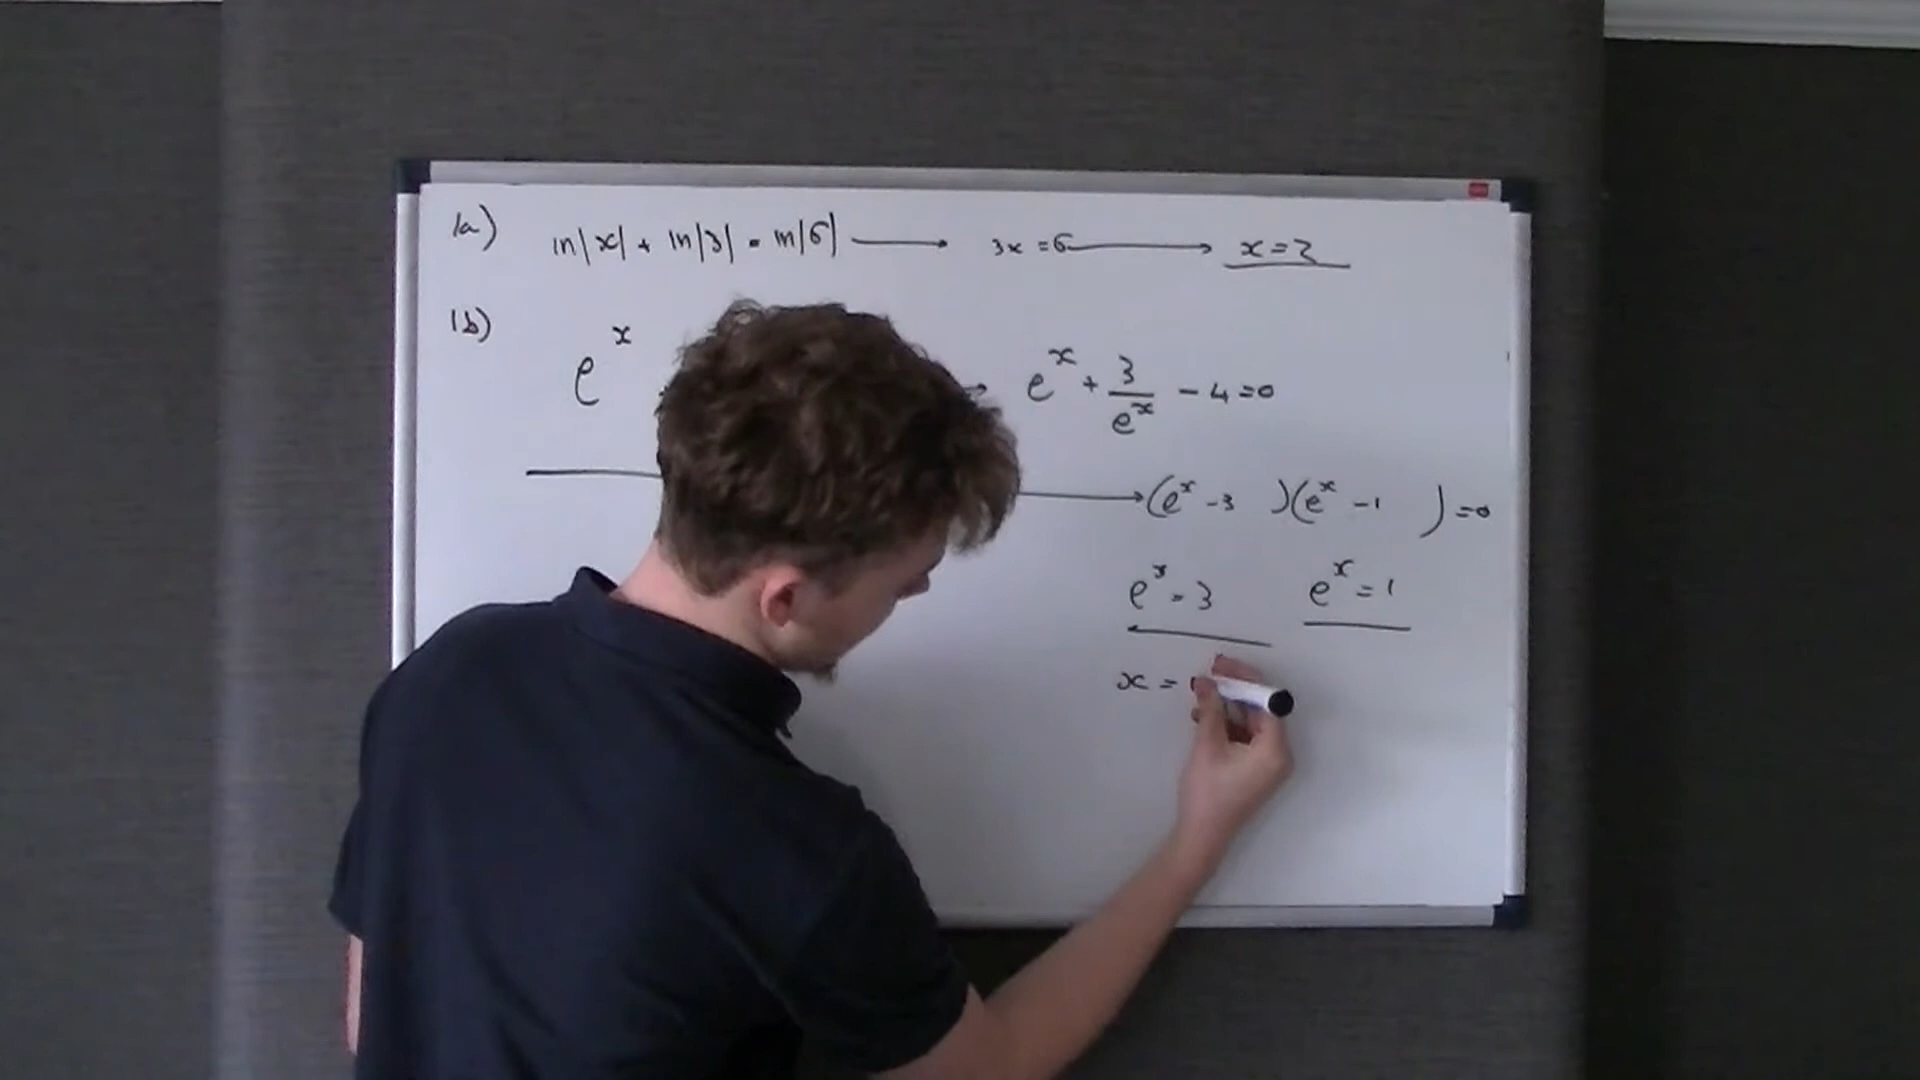 1a) ln|x| + ln|3| = ln|6| → 3x = 6 → x = 2
1b) e^x → e^x + 3/e^x - 4 = 0
→ (e^x - 3 )(e^x - 1 ) = 0
e^x = 3 e^x = 1
x =